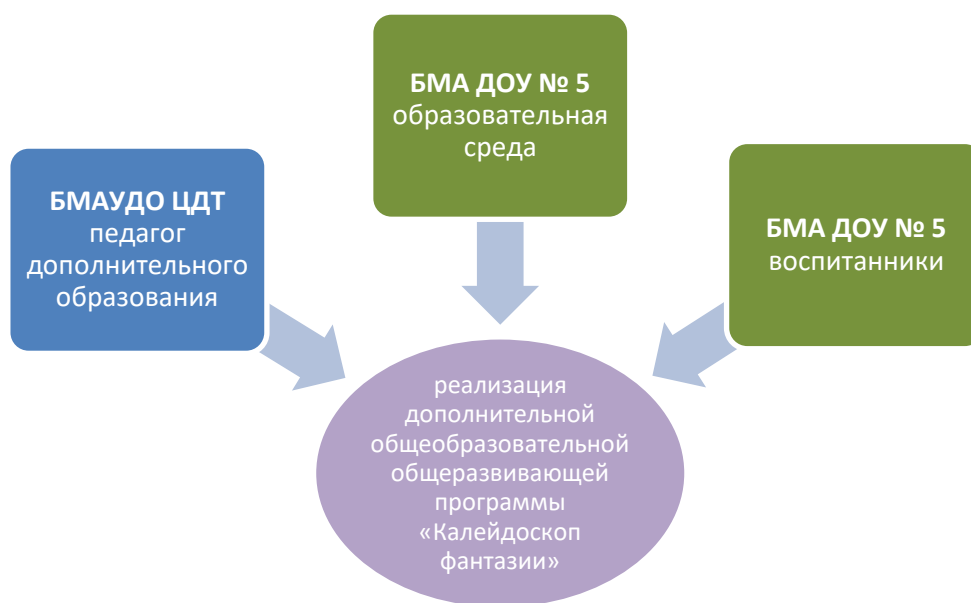 БМАУДО ЦДТ
педагог
дополнительного
образования
БМА ДОУ № 5
образовательная
среда
БМА ДОУ № 5
воспитанники
реализация
дополнительной
общеобразовательной
общеразвивающей
программы
«Калейдоскоп
фантазии»